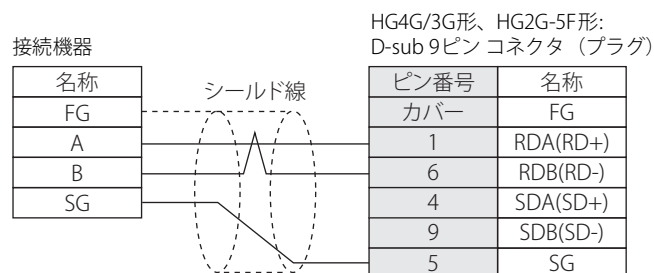 HG4G/3G形、HG2G-5F形:
接続機器
D-sub 9ピン コネクタ（プラグ）
名称
シールド線
ピン番号
名称
FG
カバー
FG
A
1
RDA(RD+)
B
6
RDB(RD-)
SG
4
SDA(SD+)
9
SDB(SD-)
5
SG